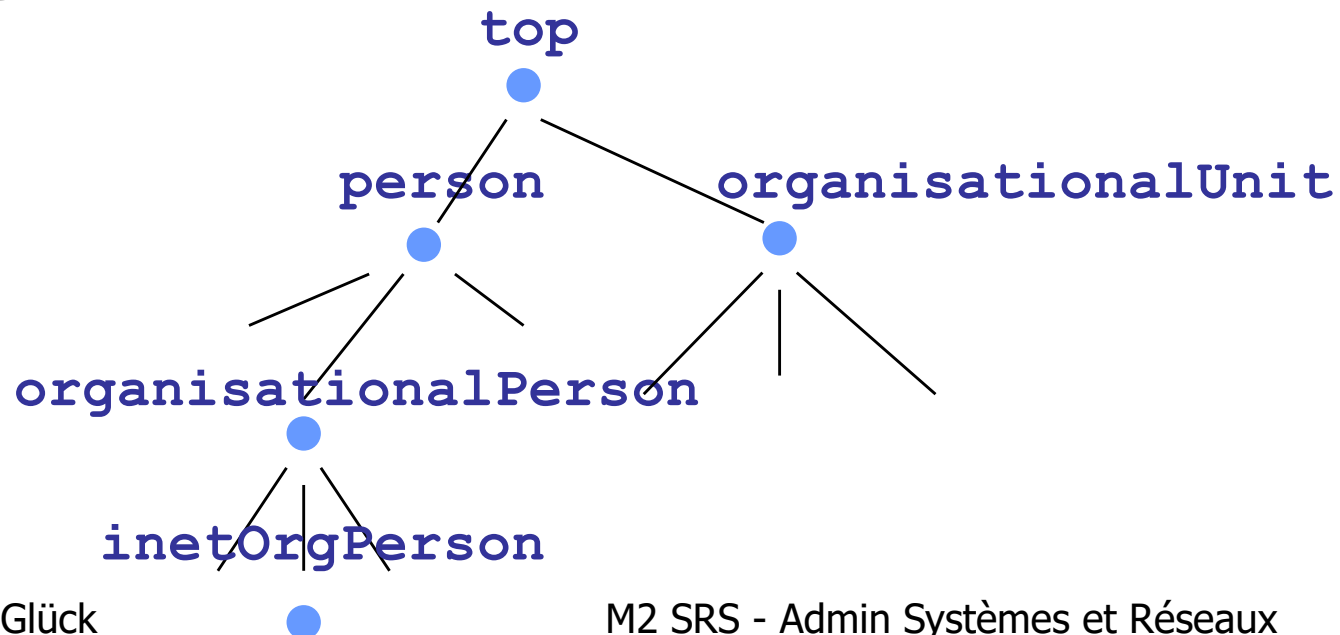 top
person organisationalUnit
organisationalPerson
inetOrgPerson
Glück M2 SRS - Admin Systèmes et Réseaux